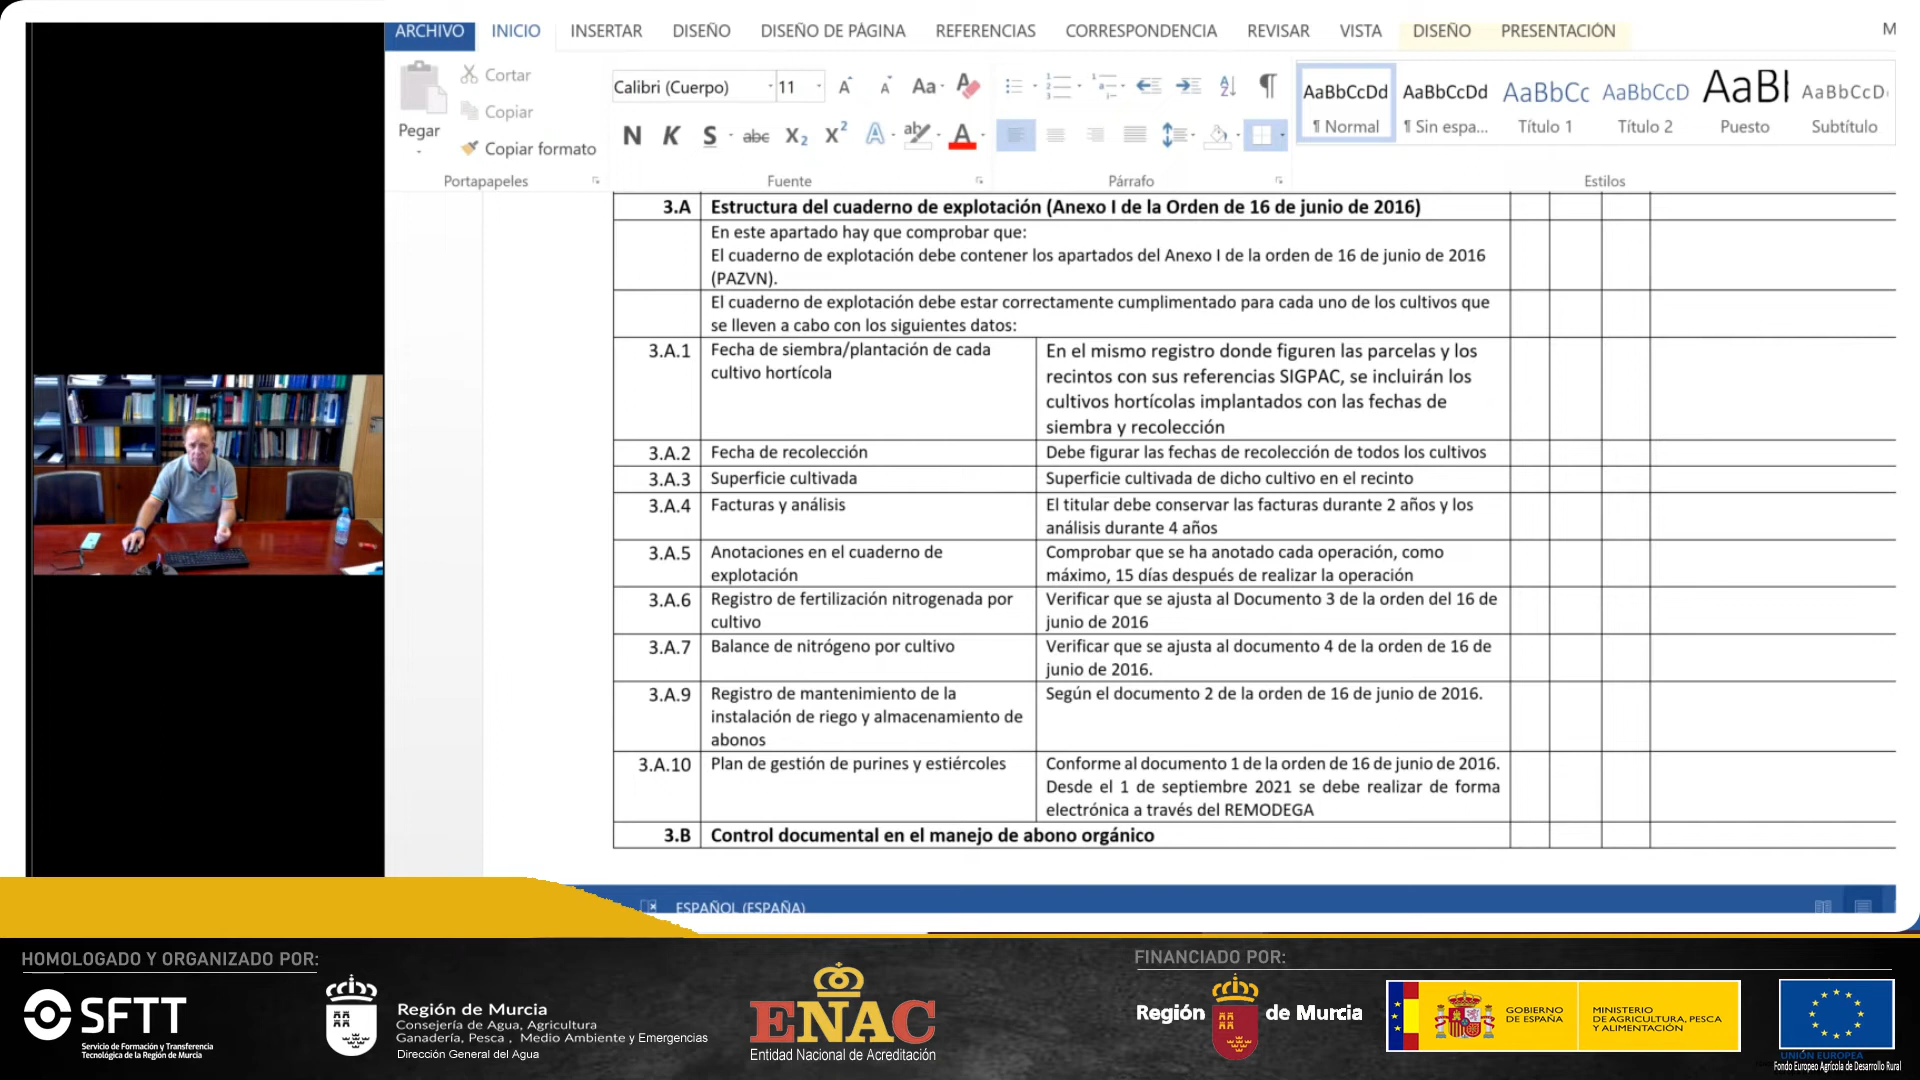 ARCHIVO INICIO INSERTAR DISEÑO DISEÑO DE PÁGINA REFERENCIAS CORRESPONDENCIA REVISAR VISTA DISEÑO PRESENTACIÓN M
Cortar
Copiar
Copiar formato
Pegar
Portapapeles
Calibri (Cuerpo) 11 A A Aa A
N K S abc X2 X2 A ab A
Fuente
Párrafo
AaBbCcDd AaBbCcDd AaBbCc AaBbCcD AaBl AaBbCcD
¶ Normal ¶ Sin espa... Título 1 Título 2 Puesto Subtítulo
Estilos
3.A Estructura del cuaderno de explotación (Anexo I de la Orden de 16 de junio de 2016)
En este apartado hay que comprobar que:
El cuaderno de explotación debe contener los apartados del Anexo I de la orden de 16 de junio de 2016
(PAZVN).
El cuaderno de explotación debe estar correctamente cumplimentado para cada uno de los cultivos que
se lleven a cabo con los siguientes datos:
3.A.1 Fecha de siembra/plantación de cada
cultivo hortícola
En el mismo registro donde figuren las parcelas y los
recintos con sus referencias SIGPAC, se incluirán los
cultivos hortícolas implantados con las fechas de
siembra y recolección
3.A.2 Fecha de recolección
Debe figurar las fechas de recolección de todos los cultivos
3.A.3 Superficie cultivada
Superficie cultivada de dicho cultivo en el recinto
3.A.4 Facturas y análisis
El titular debe conservar las facturas durante 2 años y los
análisis durante 4 años
3.A.5 Anotaciones en el cuaderno de
explotación
Comprobar que se ha anotado cada operación, como
máximo, 15 días después de realizar la operación
3.A.6 Registro de fertilización nitrogenada por
cultivo
Verificar que se ajusta al Documento 3 de la orden del 16 de
junio de 2016
3.A.7 Balance de nitrógeno por cultivo
Verificar que se ajusta al documento 4 de la orden de 16 de
junio de 2016.
3.A.9 Registro de mantenimiento de la
instalación de riego y almacenamiento de
abonos
Según el documento 2 de la orden de 16 de junio de 2016.
3.A.10 Plan de gestión de purines y estiércoles
Conforme al documento 1 de la orden de 16 de junio de 2016.
Desde el 1 de septiembre 2021 se debe realizar de forma
electrónica a través del REMODEGA
3.B Control documental en el manejo de abono orgánico
ESPAÑOL (ESPAÑA)
HOMOLOGADO Y ORGANIZADO POR:
SFTT
Servicio de Formación y Transferencia
Tecnológica de la Región de Murcia
Región de Murcia
Consejería de Agua, Agricultura
Ganadería, Pesca , Medio Ambiente y Emergencias
Dirección General del Agua
ENAC
Entidad Nacional de Acreditación
FINANCIADO POR:
Región de Murcia
GOBIERNO
DE ESPAÑA
MINISTERIO
DE AGRICULTURA, PESCA
Y ALIMENTACIÓN
UNIÓN EUROPEA
Fondo Europeo Agrícola de Desarrollo Rural